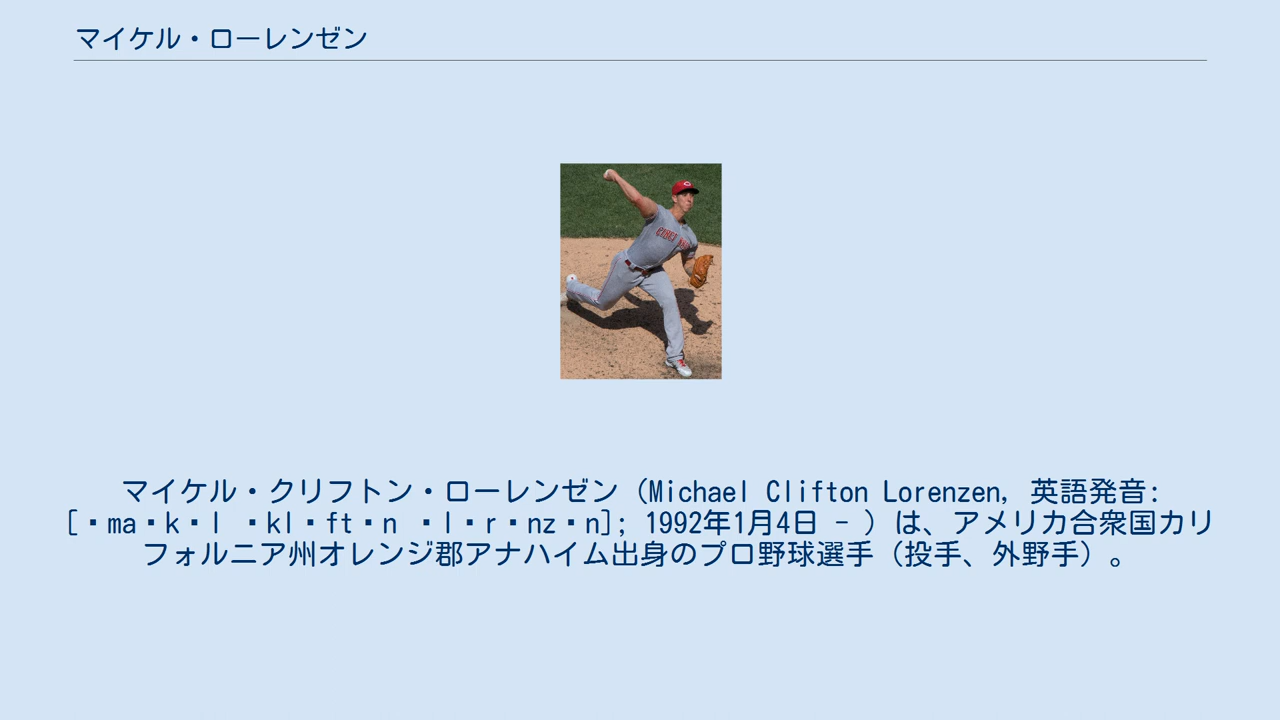 マイケル・ローレンゼン
マイケル・クリフトン・ローレンゼン（Michael Clifton Lorenzen, 英語発音:
[・ma・k・l ・kl・ft・n ・l・r・nz・n]; 1992年1月4日 - ）は、アメリカ合衆国カリ
フォルニア州オレンジ郡アナハイム出身のプロ野球選手（投手、外野手）。